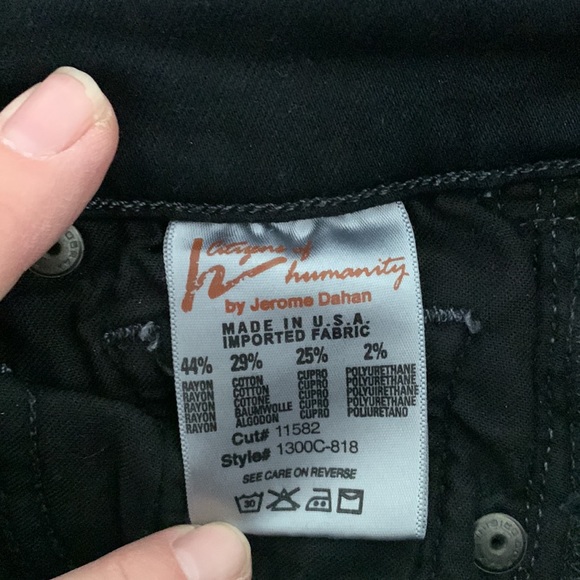 Citizens of
humanity
by Jerome Dahan
MADE IN U.S.A.
IMPORTED FABRIC
44% 29% 25% 2%
RAYON COTTON CUPRO POLYURETHANE
RAYON COTTON CUPRO POLYURETHANE
RAYON COTONE CUPRO POLYURETHANE
RAYON BAUMWOLLE CUPRO POLYURETHANE
RAYON ALGODON CUPRO POLIURETANO
Cut# 11582
Style# 1300C-818
SEE CARE ON REVERSE
30